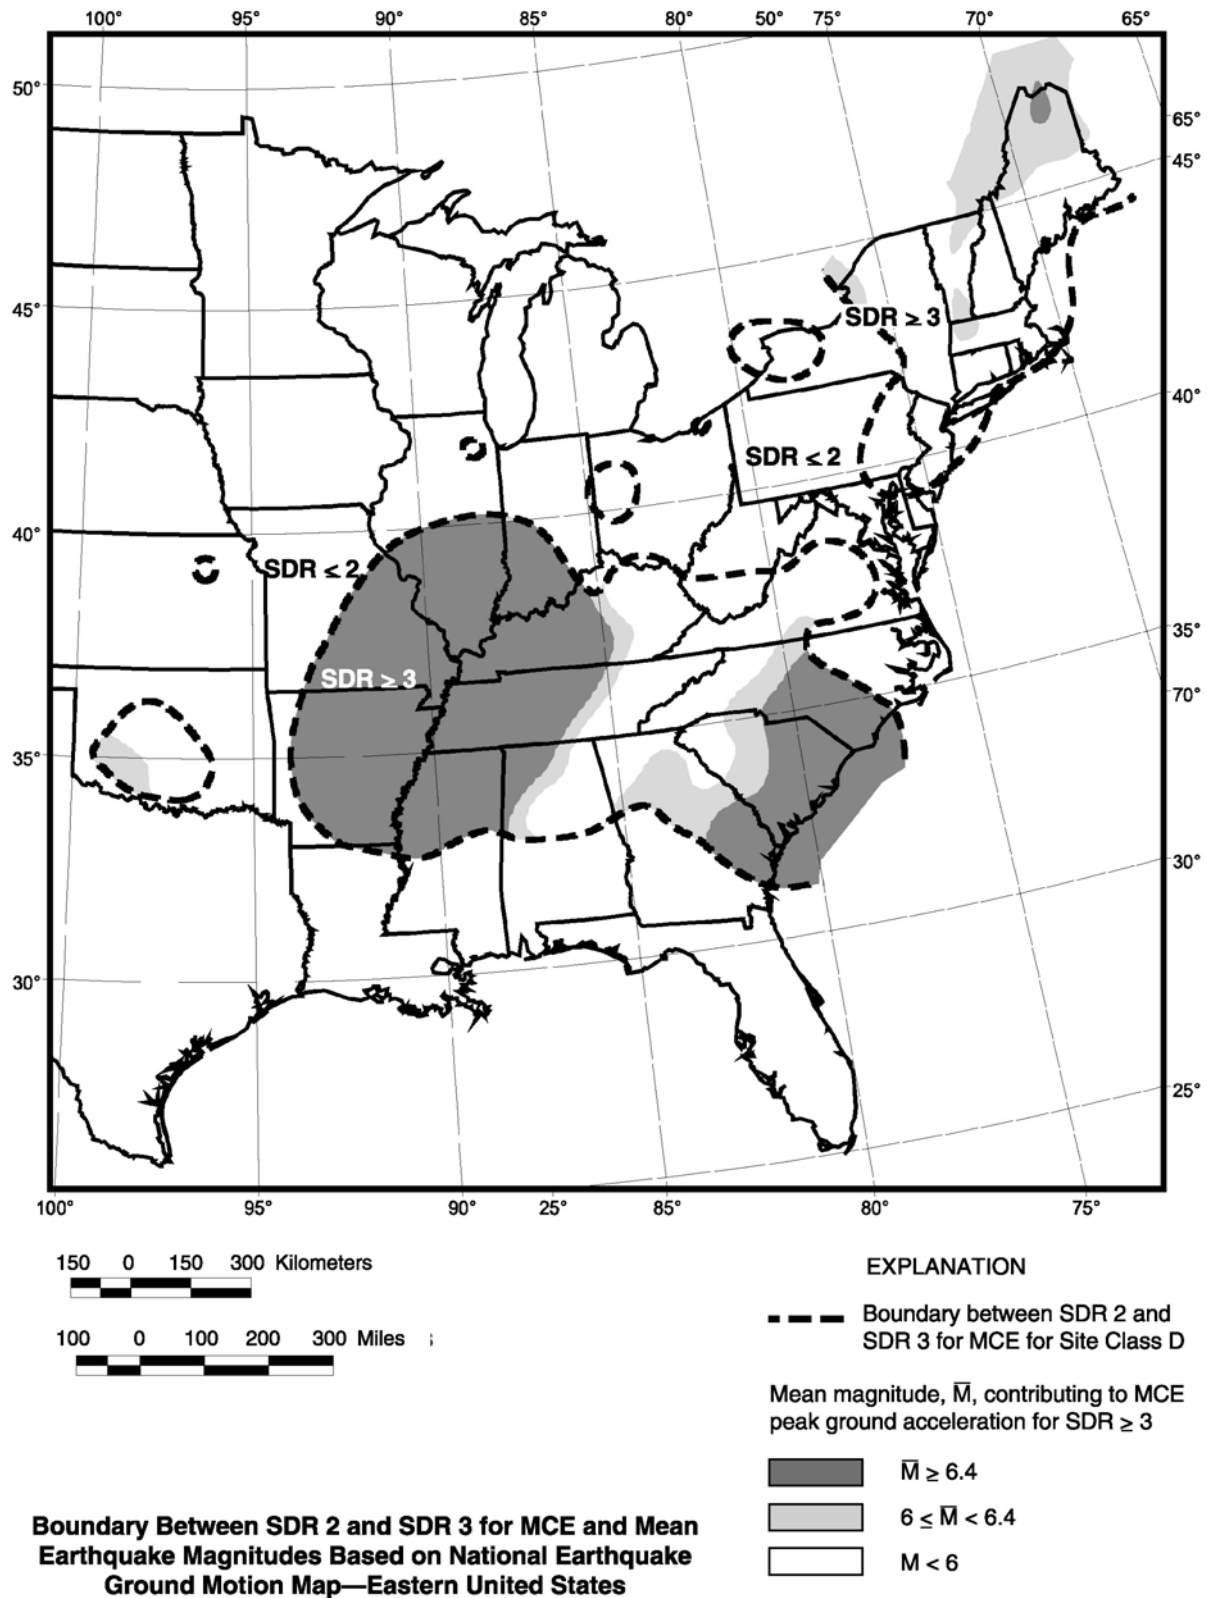 100° 95° 90° 85° 80° 50° 75° 70° 65°
50°
65°
45°
SDR ≥ 3
45°
40°
SDR ≤ 2
40°
SDR ≤ 2
35°
SDR ≥ 3
70°
35°
30°
30°
25°
100° 95° 90° 25° 85° 80° 75°
150 0 150 300 Kilometers
100 0 100 200 300 Miles
EXPLANATION
Boundary between SDR 2 and
SDR 3 for MCE for Site Class D
Mean magnitude, M̅, contributing to MCE
peak ground acceleration for SDR ≥ 3
M̅ ≥ 6.4
6 ≤ M̅ < 6.4
M < 6
Boundary Between SDR 2 and SDR 3 for MCE and Mean
Earthquake Magnitudes Based on National Earthquake
Ground Motion Map—Eastern United States